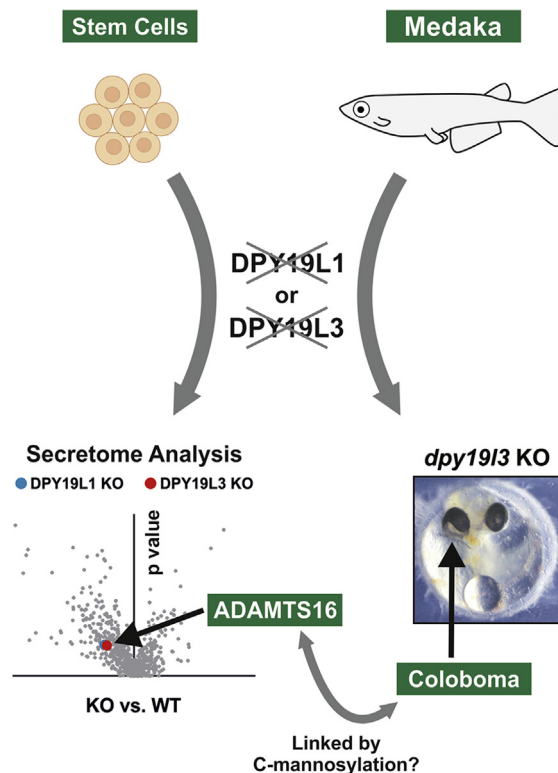 Stem Cells
Medaka
DPY19L1
or
DPY19L3
Secretome Analysis
DPY19L1 KO
DPY19L3 KO
p value
KO vs. WT
ADAMTS16
dpy19l3 KO
Coloboma
Linked by
C-mannosylation?